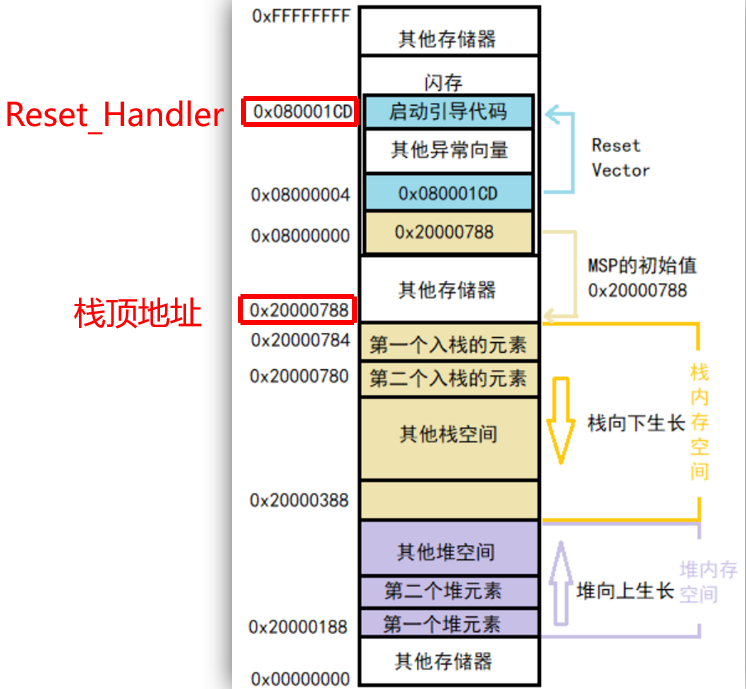 0xFFFFFFFF
其他存储器
闪存
Reset_Handler
0x080001CD
启动引导代码
其他异常向量
Reset
Vector
0x08000004
0x080001CD
0x08000000
0x20000788
MSP的初始值
0x20000788
其他存储器
栈顶地址
0x20000788
0x20000784
第一个入栈的元素
0x20000780
第二个入栈的元素
其他栈空间
栈向下生长
栈内存空间
0x20000388
其他堆空间
第二个堆元素
堆向上生长
堆内存
空间
0x20000188
第一个堆元素
其他存储器
0x00000000